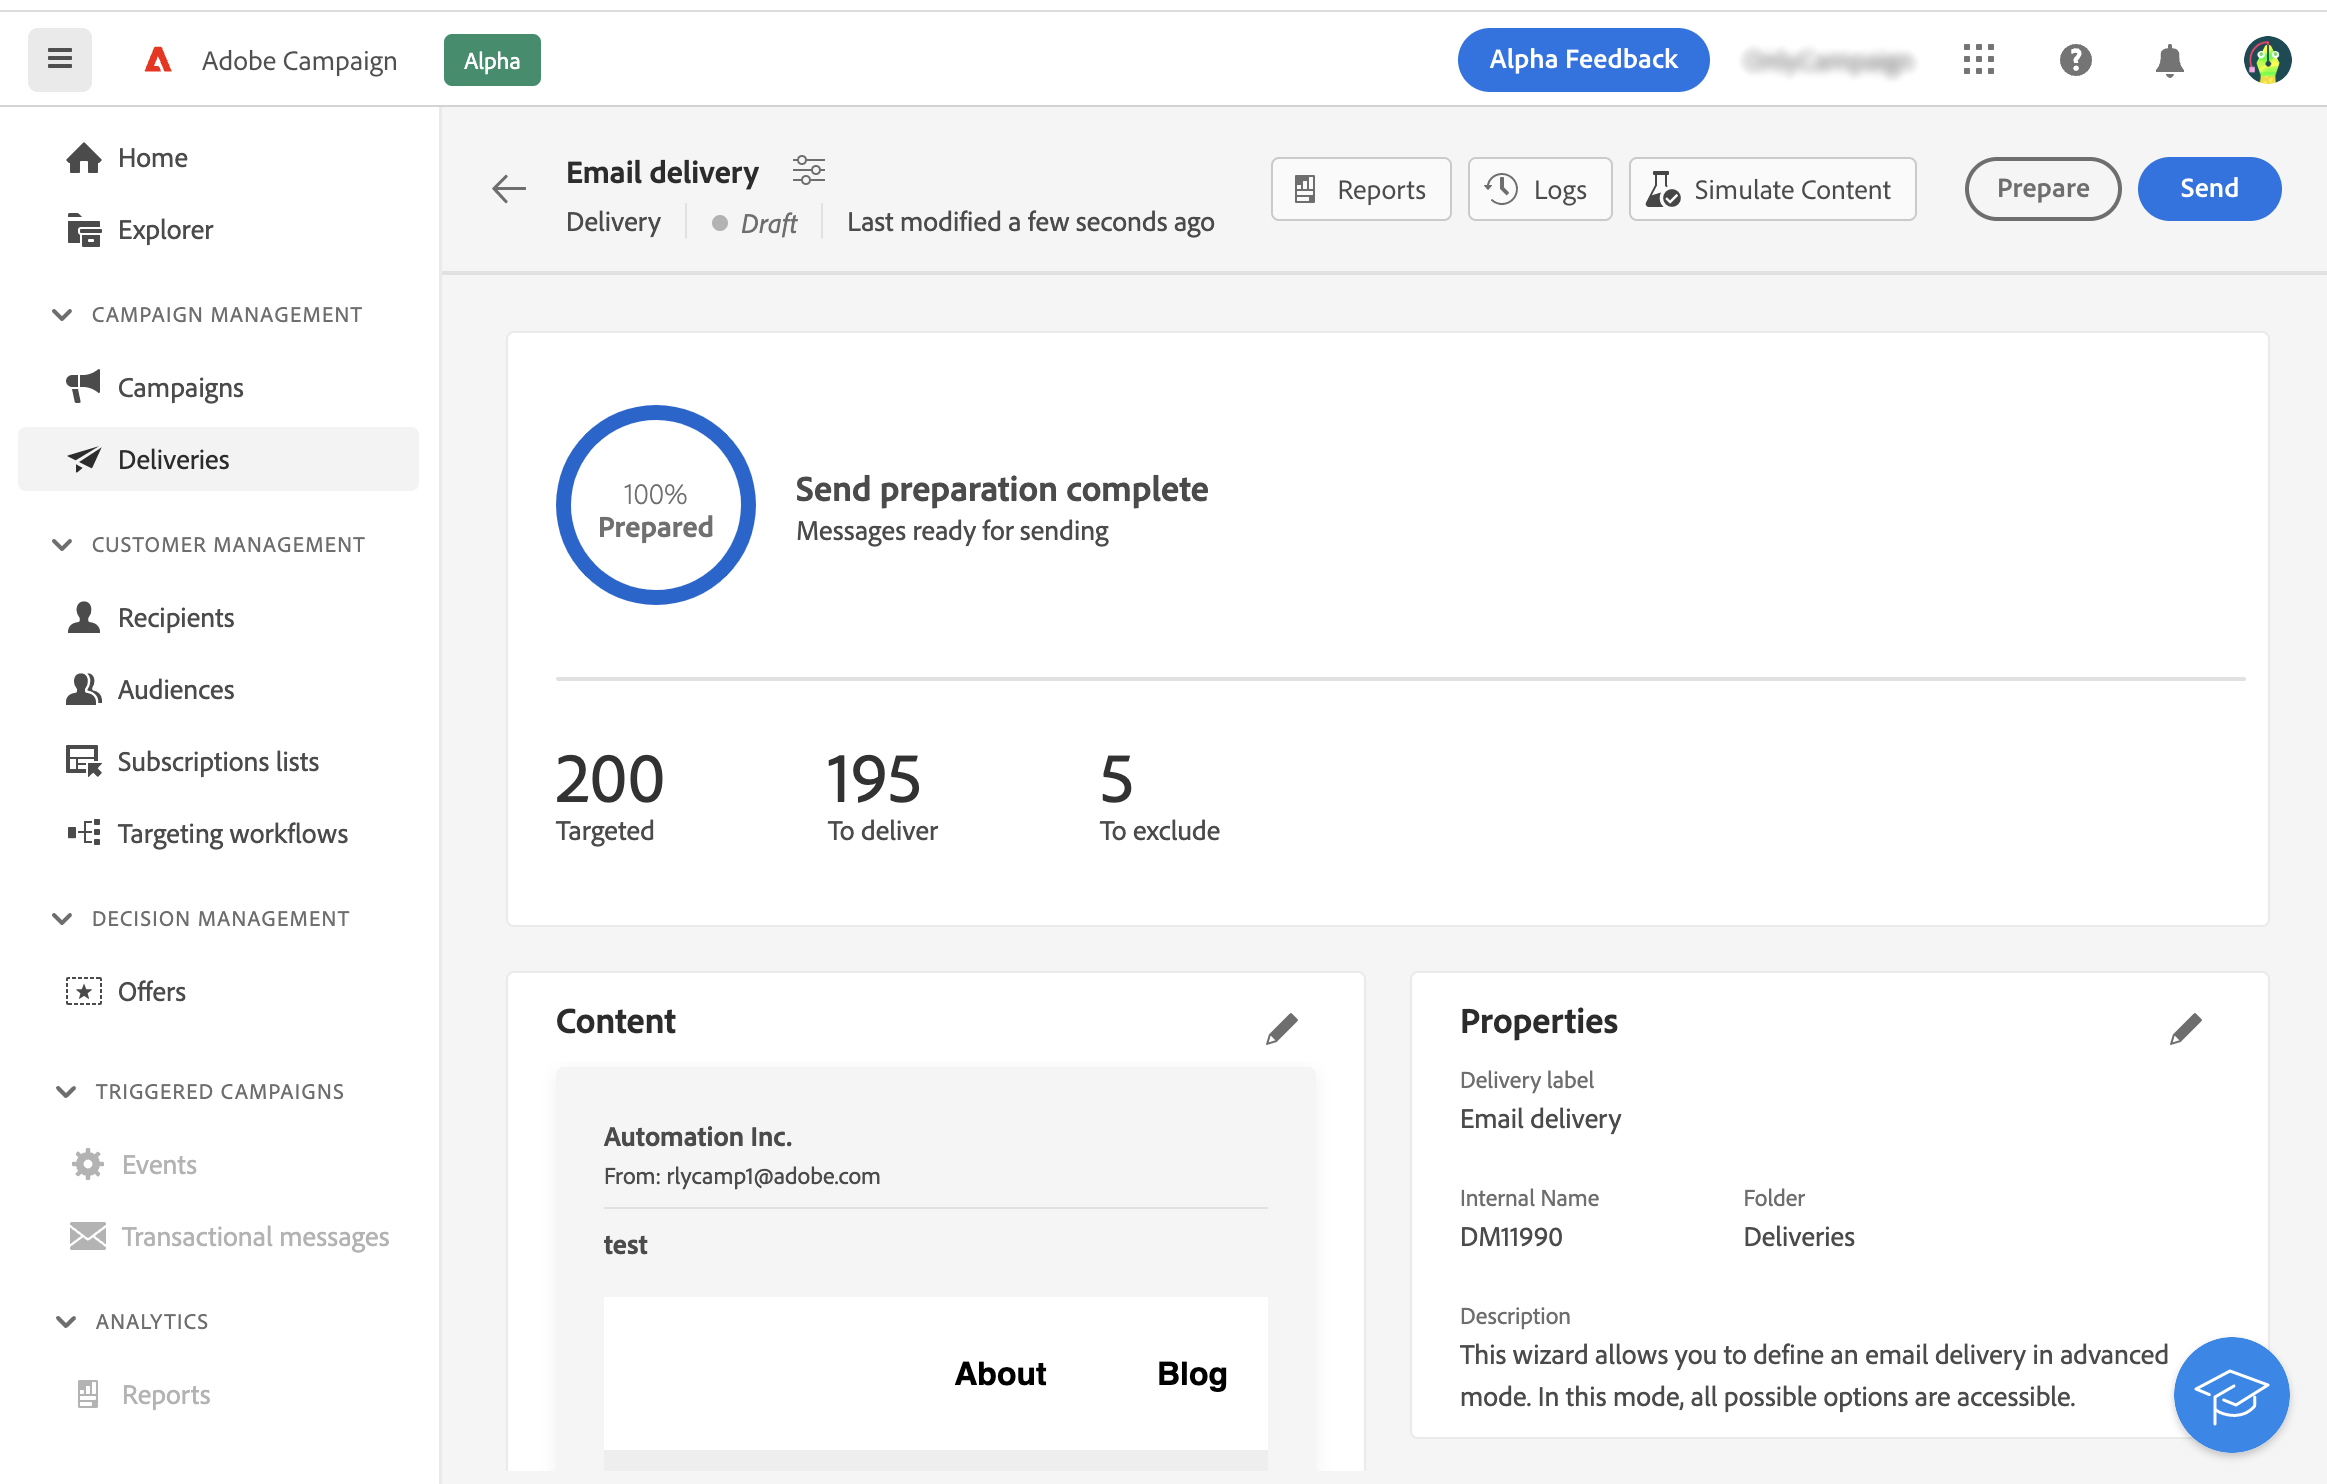 Adobe Campaign
Alpha
Alpha Feedback
Home
Explorer
CAMPAIGN MANAGEMENT
Campaigns
Deliveries
CUSTOMER MANAGEMENT
Recipients
Audiences
Subscriptions lists
Targeting workflows
DECISION MANAGEMENT
Offers
TRIGGERED CAMPAIGNS
Events
Transactional messages
ANALYTICS
Reports
Email delivery
Delivery
Draft
Last modified a few seconds ago
Reports
Logs
Simulate Content
Prepare
Send
100%
Prepared
Send preparation complete
Messages ready for sending
200
Targeted
195
To deliver
5
To exclude
Content
Automation Inc.
From: rlycamp1@adobe.com
test
About
Blog
Properties
Delivery label
Email delivery
Internal Name
DM11990
Folder
Deliveries
Description
This wizard allows you to define an email delivery in advanced
mode. In this mode, all possible options are accessible.